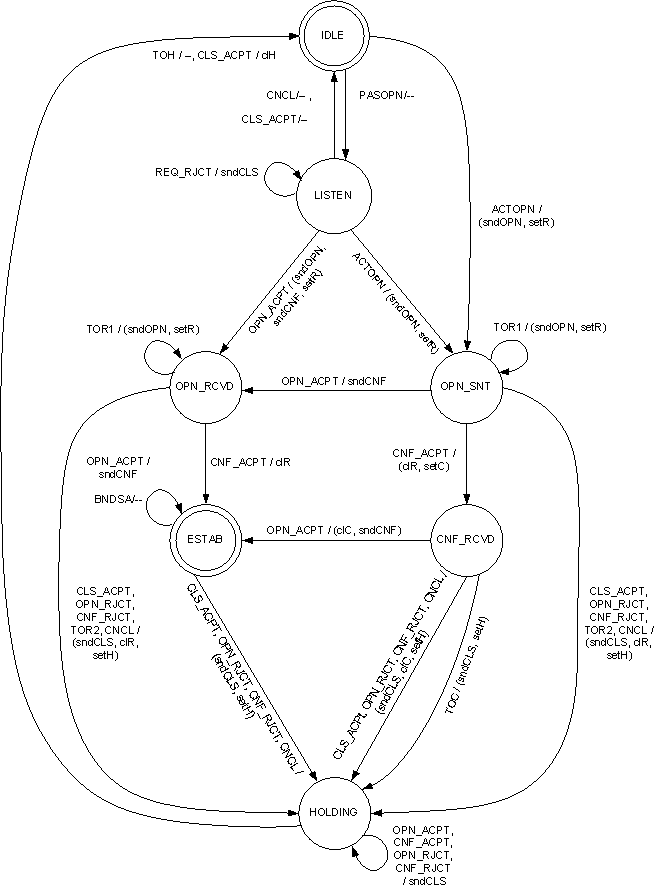 IDLE
TOH / –, CLS_ACPT / clH
CNCL/– ,
CLS_ACPT/–
PASOPN/--
REQ_RJCT / sndCLS
LISTEN
ACTOPN /
(sndOPN, setR)
OPN_ACPT / (sndOPN,
sndCNF, setR)
ACTOPN / (sndOPN, setR)
TOR1 / (sndOPN, setR)
TOR1 / (sndOPN, setR)
OPN_RCVD
OPN_ACPT / sndCNF
OPN_SNT
OPN_ACPT /
sndCNF
CNF_ACPT / clR
CNF_ACPT /
(clR, setC)
BNDSA/--
ESTAB
OPN_ACPT / (clC, sndCNF)
CNF_RCVD
CLS_ACPT,
OPN_RJCT,
CNF_RJCT,
TOR2, CNCL /
(sndCLS, clR,
setH)
CLS_ACPT, OPN_RJCT, CNF_RJCT, CNCL /
(sndCLS, setH)
CLS_ACPt, OPN_RJCT, CNF_RJCT, CNCL /
(sndCLS, clC, setH)
TOC / (sndCLS, setH)
CLS_ACPT,
OPN_RJCT,
CNF_RJCT,
TOR2, CNCL /
(sndCLS, clR,
setH)
HOLDING
OPN_ACPT,
CNF_ACPT,
OPN_RJCT,
CNF_RJCT
/ sndCLS